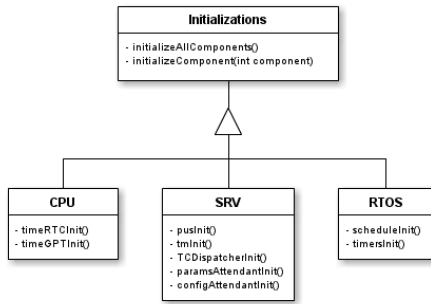 Initializations
- initializeAllComponents()
- initializeComponent(int component)
CPU
- timeRTCInit()
- timeGPTInit()
SRV
- pusInit()
- tmInit()
- TCDispatcherInit()
- paramsAttendantInit()
- configAttendantInit()
RTOS
- scheduleInit()
- timersInit()